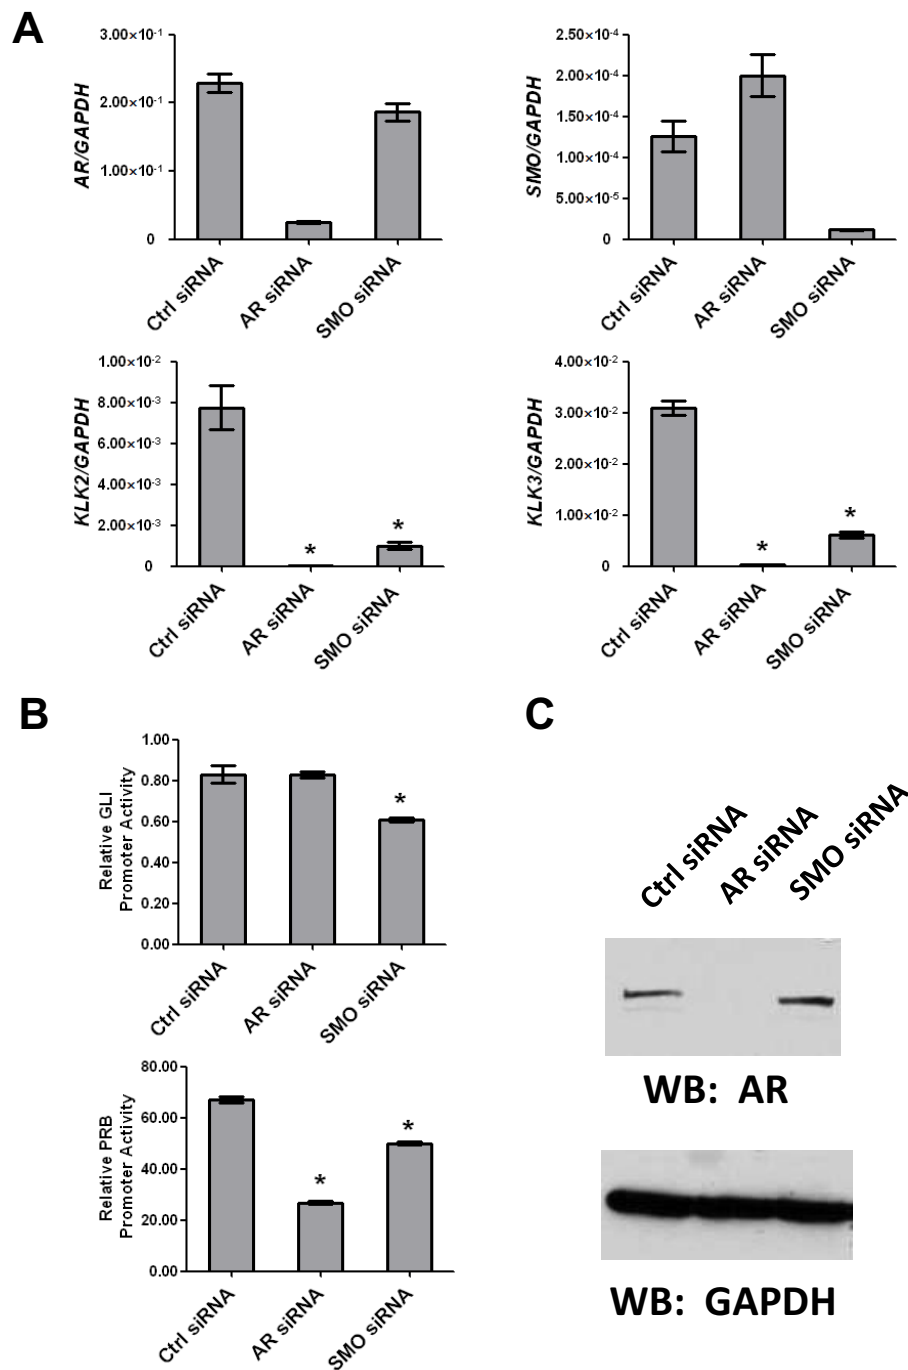 A
AR/GAPDH
3.00×10-1
2.00×10-1
1.00×10-1
0
Ctrl siRNA
AR siRNA
SMO siRNA
SMO/GAPDH
2.50×10-4
2.00×10-4
1.50×10-4
1.00×10-4
5.00×10-5
0
Ctrl siRNA
AR siRNA
SMO siRNA
KLK2/GAPDH
1.00×10-2
8.00×10-3
6.00×10-3
4.00×10-3
2.00×10-3
0
*
*
Ctrl siRNA
AR siRNA
SMO siRNA
KLK3/GAPDH
4.00×10-2
3.00×10-2
2.00×10-2
1.00×10-2
0
*
*
Ctrl siRNA
AR siRNA
SMO siRNA
B
Relative GLI
Promoter Activity
1.00
0.80
0.60
0.40
0.20
0.00
*
Ctrl siRNA
AR siRNA
SMO siRNA
Relative PRB
Promoter Activity
80.00
60.00
40.00
20.00
0.00
*
*
Ctrl siRNA
AR siRNA
SMO siRNA
C
Ctrl siRNA
AR siRNA
SMO siRNA
WB: AR
WB: GAPDH